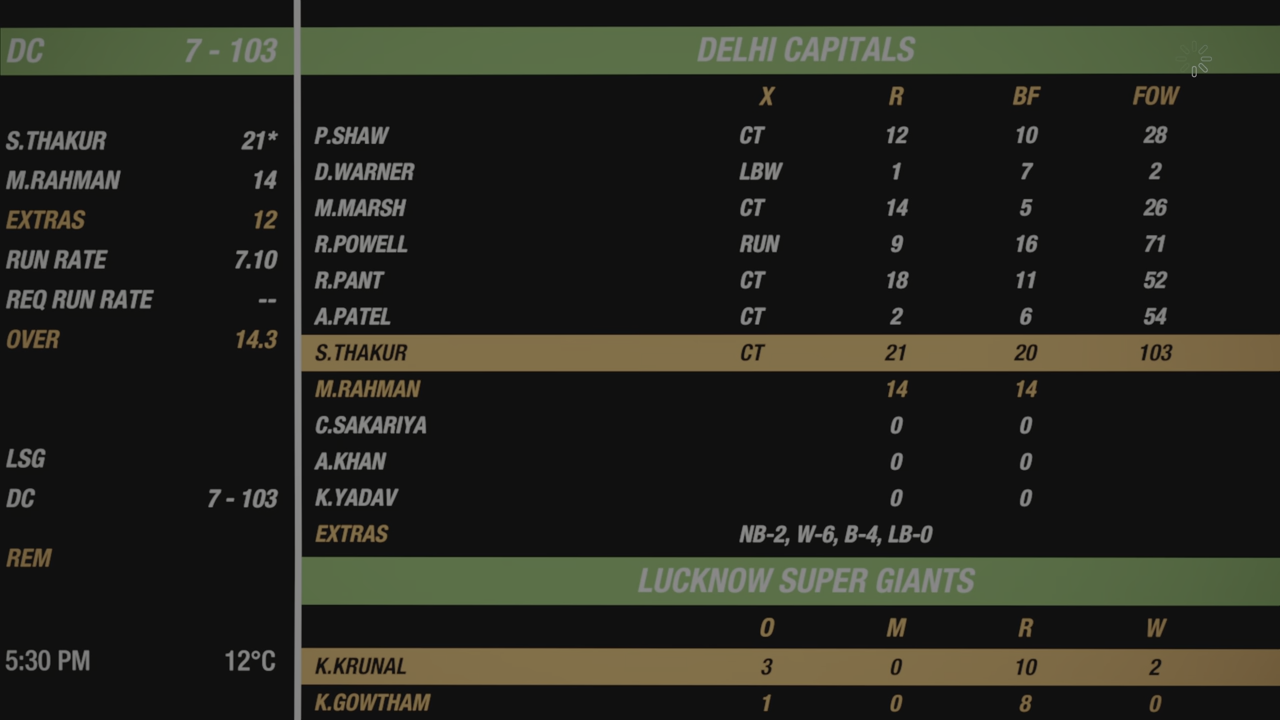 DC 7 - 103
S.THAKUR 21*
M.RAHMAN 14
EXTRAS 12
RUN RATE 7.10
REQ RUN RATE --
OVER 14.3
LSG
DC 7 - 103
REM
5:30 PM 12°C
DELHI CAPITALS
X R BF FOW
P.SHAW CT 12 10 28
D.WARNER LBW 1 7 2
M.MARSH CT 14 5 26
R.POWELL RUN 9 16 71
R.PANT CT 18 11 52
A.PATEL CT 2 6 54
S.THAKUR CT 21 20 103
M.RAHMAN 14 14
C.SAKARIYA 0 0
A.KHAN 0 0
K.YADAV 0 0
EXTRAS NB-2, W-6, B-4, LB-0
LUCKNOW SUPER GIANTS
O M R W
K.KRUNAL 3 0 10 2
K.GOWTHAM 1 0 8 0